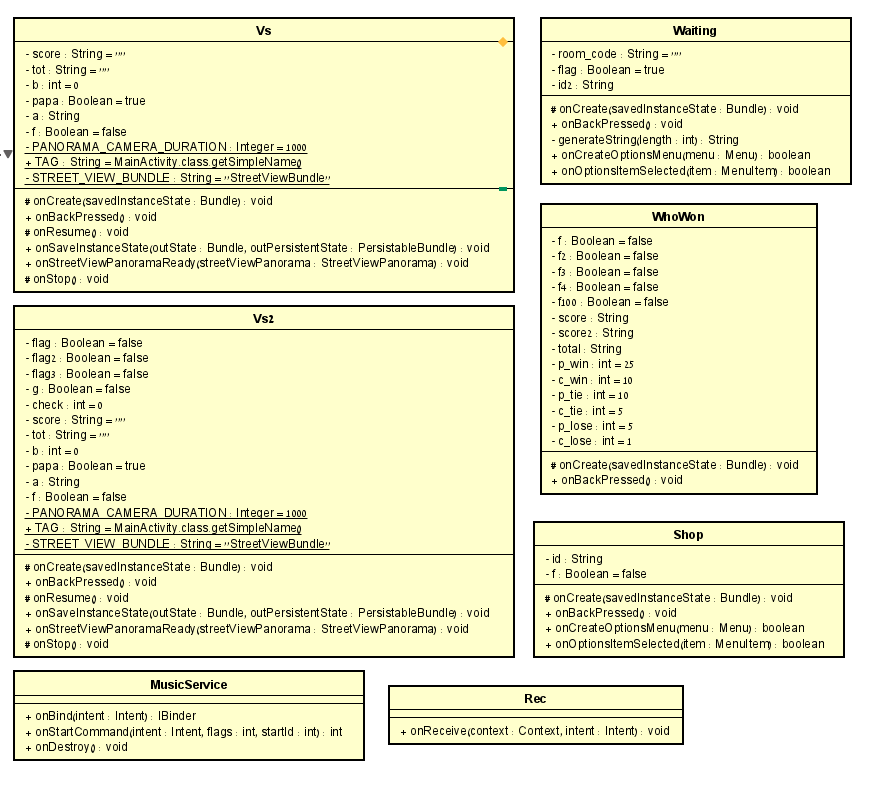 Vs
- score : String = ""
- tot : String = ""
- b : int = 0
- papa : Boolean = true
- a : String
- f : Boolean = false
- PANORAMA_CAMERA_DURATION : Integer = 1000
+ TAG : String = MainActivity.class.getSimpleName()
- STREET_VIEW_BUNDLE : String = "StreetViewBundle"
# onCreate(savedInstanceState : Bundle) : void
+ onBackPressed() : void
# onResume() : void
+ onSaveInstanceState(outState : Bundle, outPersistentState : PersistableBundle) : void
+ onStreetViewPanoramaReady(streetViewPanorama : StreetViewPanorama) : void
# onStop() : void
Waiting
- room_code : String = ""
- flag : Boolean = true
- id2 : String
# onCreate(savedInstanceState : Bundle) : void
+ onBackPressed() : void
- generateString(length : int) : String
+ onCreateOptionsMenu(menu : Menu) : boolean
+ onOptionsItemSelected(item : MenuItem) : boolean
WhoWon
- f : Boolean = false
- f2 : Boolean = false
- f3 : Boolean = false
- f4 : Boolean = false
- f100 : Boolean = false
- score : String
- score2 : String
- total : String
- p_win : int = 25
- c_win : int = 10
- p_tie : int = 10
- c_tie : int = 5
- p_lose : int = 5
- c_lose : int = 1
# onCreate(savedInstanceState : Bundle) : void
+ onBackPressed() : void
Vs2
- flag : Boolean = false
- flag2 : Boolean = false
- flag3 : Boolean = false
- g : Boolean = false
- check : int = 0
- score : String = ""
- tot : String = ""
- b : int = 0
- papa : Boolean = true
- a : String
- f : Boolean = false
- PANORAMA_CAMERA_DURATION : Integer = 1000
+ TAG : String = MainActivity.class.getSimpleName()
- STREET_VIEW_BUNDLE : String = "StreetViewBundle"
# onCreate(savedInstanceState : Bundle) : void
+ onBackPressed() : void
# onResume() : void
+ onSaveInstanceState(outState : Bundle, outPersistentState : PersistableBundle) : void
+ onStreetViewPanoramaReady(streetViewPanorama : StreetViewPanorama) : void
# onStop() : void
Shop
- id : String
- f : Boolean = false
# onCreate(savedInstanceState : Bundle) : void
+ onBackPressed() : void
+ onCreateOptionsMenu(menu : Menu) : boolean
+ onOptionsItemSelected(item : MenuItem) : boolean
MusicService
+ onBind(intent : Intent) : IBinder
+ onStartCommand(intent : Intent, flags : int, startId : int) : int
+ onDestroy() : void
Rec
+ onReceive(context : Context, intent : Intent) : void